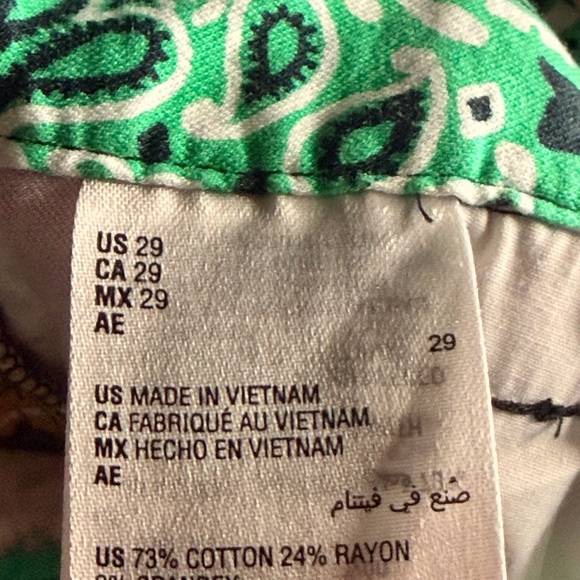 US 29
CA 29
MX 29
AE
29
US MADE IN VIETNAM
CA FABRIQUÉ AU VIETNAM
MX HECHO EN VIETNAM
AE
صُنع في فيتنام
US 73% COTTON 24% RAYON